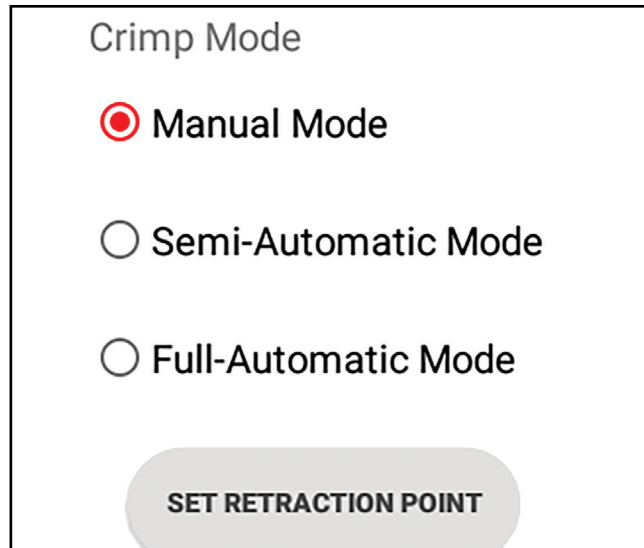 Crimp Mode
Manual Mode
Semi-Automatic Mode
Full-Automatic Mode
SET RETRACTION POINT